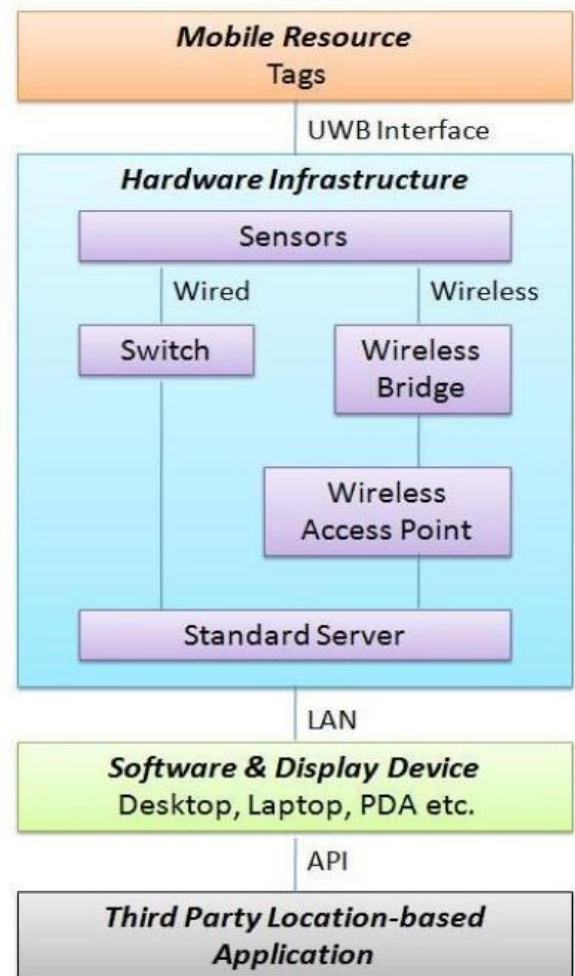 Mobile Resource
Tags
UWB Interface
Hardware Infrastructure
Sensors
Wired
Wireless
Switch
Wireless
Bridge
Wireless
Access Point
Standard Server
LAN
Software & Display Device
Desktop, Laptop, PDA etc.
API
Third Party Location-based
Application